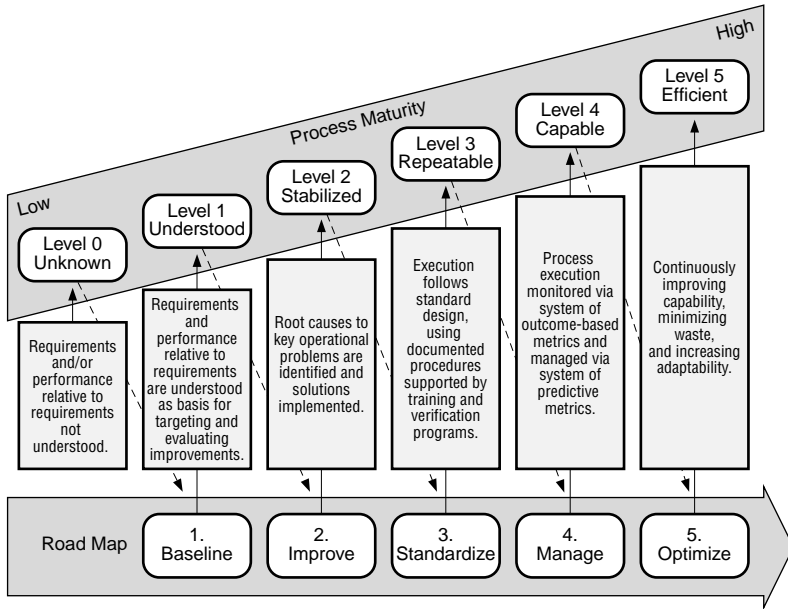 High
Process Maturity
Low
Level 0
Unknown
Level 1
Understood
Level 2
Stabilized
Level 3
Repeatable
Level 4
Capable
Level 5
Efficient
Requirements
and/or
performance
relative to
requirements
not
understood.
Requirements
and
performance
relative to
requirements
are understood
as basis for
targeting and
evaluating
improvements.
Root causes to
key operational
problems are
identified and
solutions
implemented.
Execution
follows
standard
design,
using
documented
procedures
supported by
training and
verification
programs.
Process
execution
monitored via
system of
outcome-based
metrics and
managed via
system of
predictive
metrics.
Continuously
improving
capability,
minimizing
waste,
and increasing
adaptability.
Road Map
1.
Baseline
2.
Improve
3.
Standardize
4.
Manage
5.
Optimize